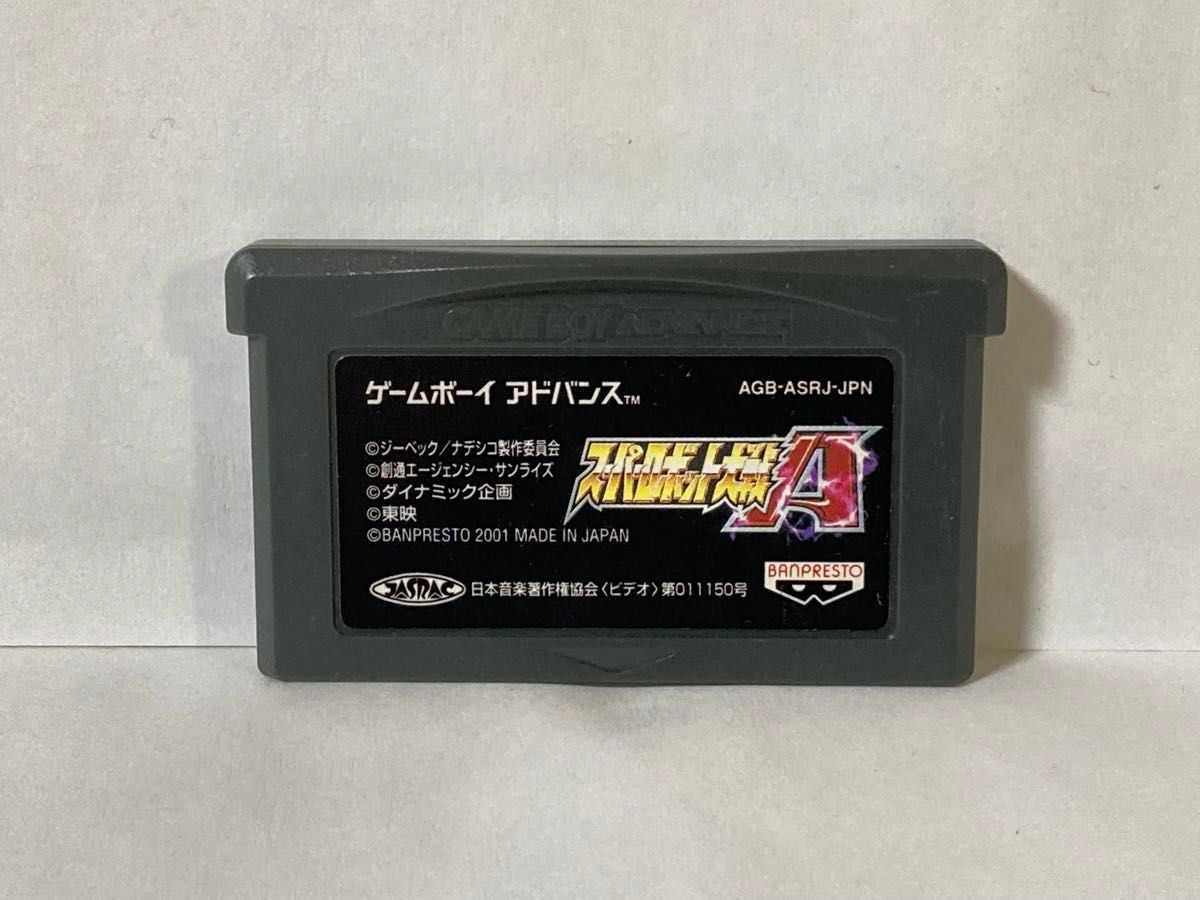 GAME BOY ADVANCE
ゲームボーイ アドバンス™
AGB-ASRJ-JPN
©ジーベック/ナデシコ製作委員会
©創通エージェンシー・サンライズ
©ダイナミック企画
©東映
©BANPRESTO 2001 MADE IN JAPAN
スーパーロボット大戦A
JASRAC
日本音楽著作権協会〈ビデオ〉第011150号
BANPRESTO